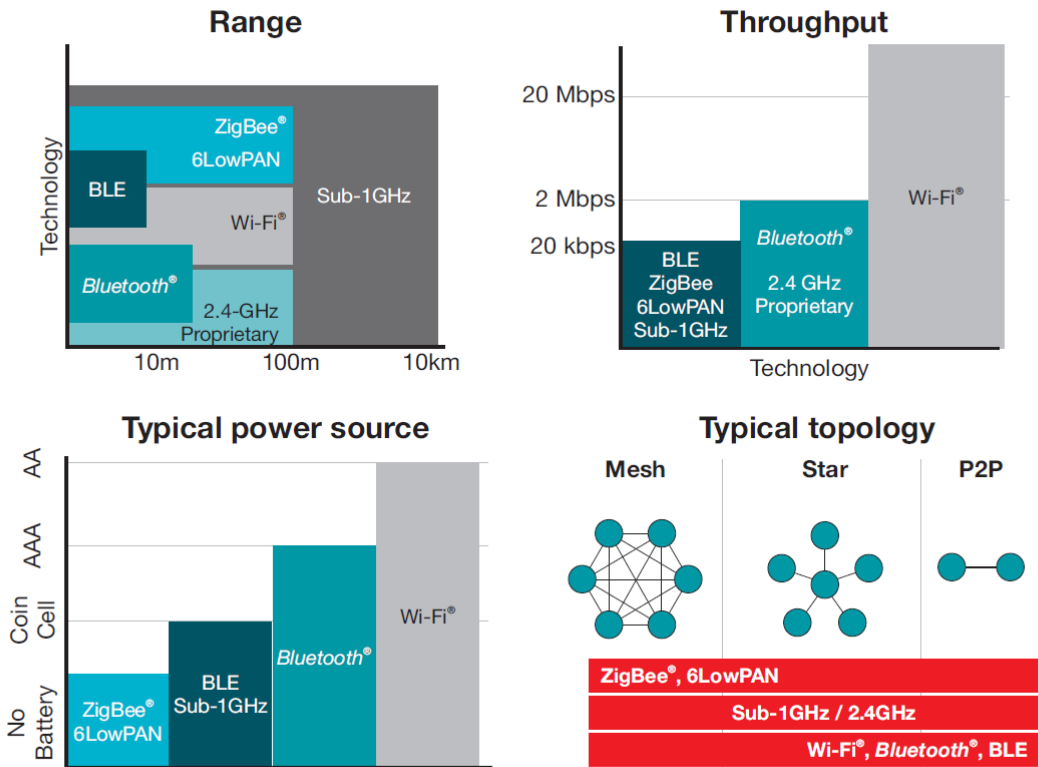 Range
Technology
ZigBee®
6LowPAN
BLE
Wi-Fi®
Sub-1GHz
Bluetooth®
2.4-GHz
Proprietary
10m
100m
10km
Throughput
20 Mbps
2 Mbps
20 kbps
BLE
ZigBee
6LowPAN
Sub-1GHz
Bluetooth®
2.4 GHz
Proprietary
Wi-Fi®
Technology
Typical power source
AA
AAA
Coin
Cell
No
Battery
ZigBee®
6LowPAN
BLE
Sub-1GHz
Bluetooth®
Wi-Fi®
Typical topology
Mesh
Star
P2P
ZigBee®, 6LowPAN
Sub-1GHz / 2.4GHz
Wi-Fi®, Bluetooth®, BLE